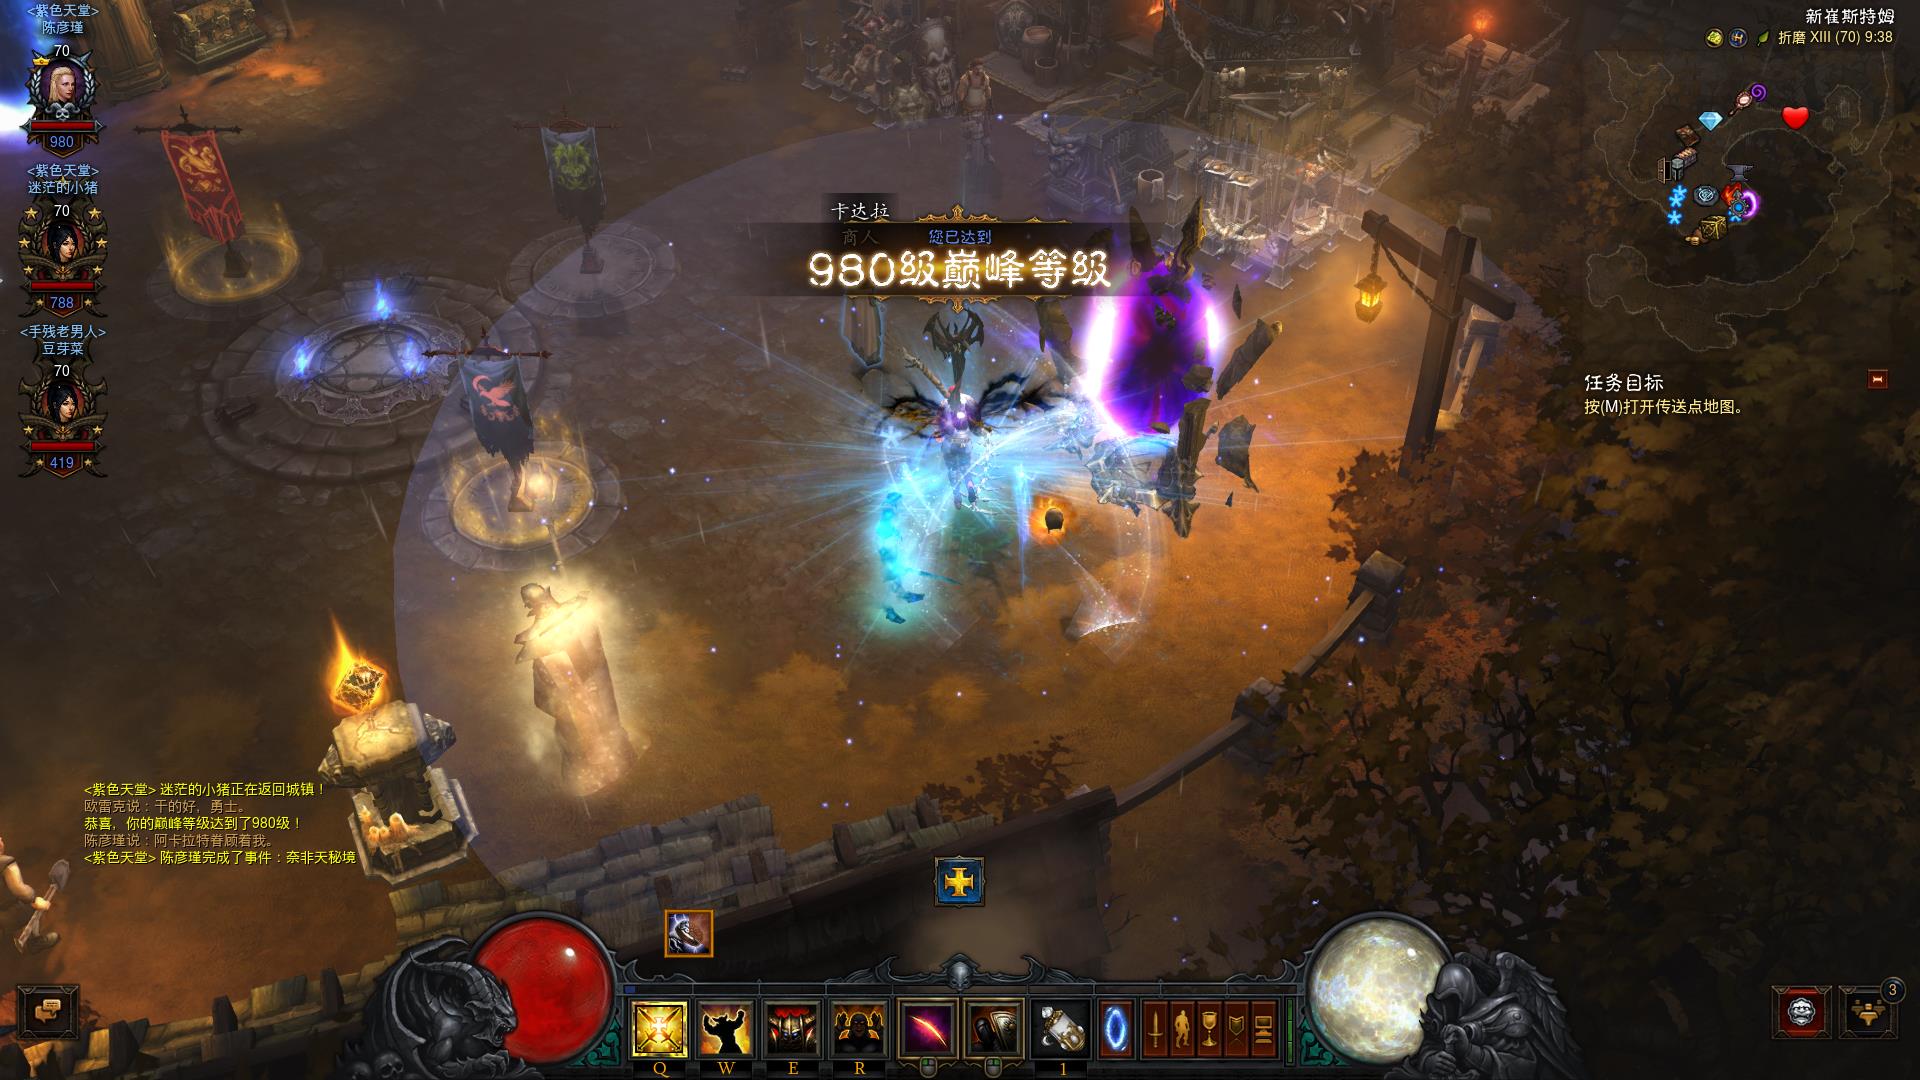 <紫色天堂>
陈彦瑾
70
980
<紫色天堂>
迷茫的小猪
70
788
<手残老男人>
豆芽菜
70
419
新崔斯特姆
折磨 XIII (70) 9:38
卡达拉
商人
您已达到
980级巅峰等级
任务目标
按(M)打开传送点地图。
<紫色天堂> 迷茫的小猪正在返回城镇！
欧雷克说：干的好，勇士。
恭喜，你的巅峰等级达到了980级！
陈彦瑾说：阿卡拉特眷顾着我。
<紫色天堂> 陈彦瑾完成了事件：奈非天秘境
3
Q W E R 1